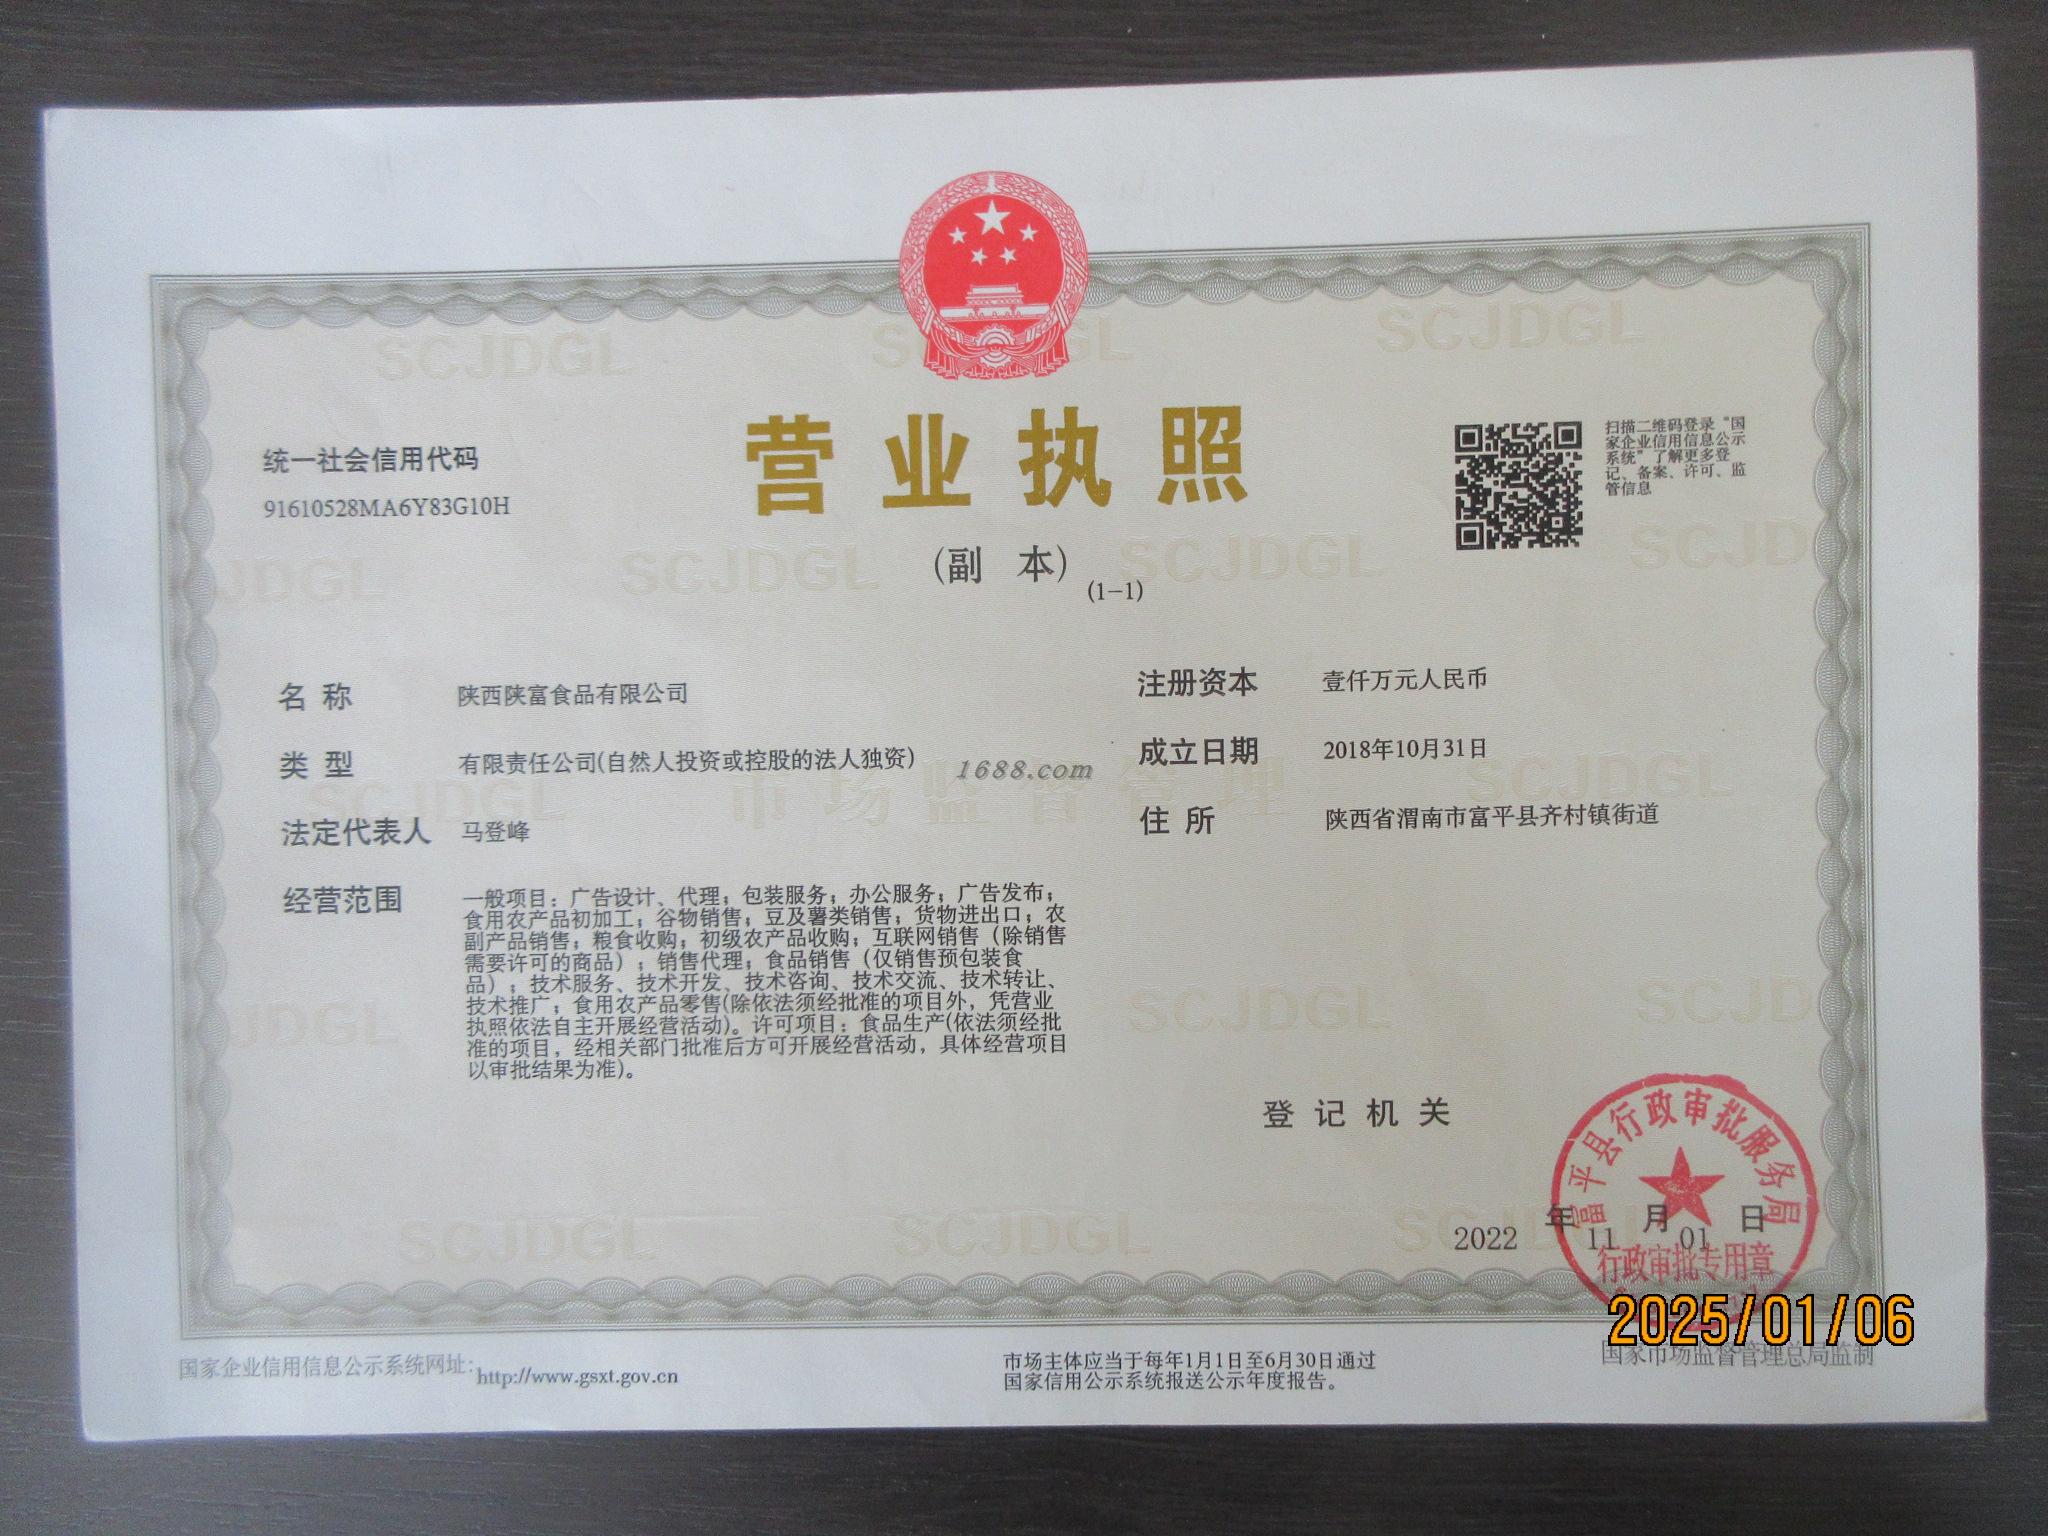 营业执照
(副 本)
(1-1)
统一社会信用代码
91610528MA6Y83G10H
扫描二维码登录“国
家企业信用信息公示
系统”了解更多登
记、备案、许可、监
管信息
名 称 陕西陕富食品有限公司
类 型 有限责任公司(自然人投资或控股的法人独资)
法定代表人 马登峰
经营范围 一般项目：广告设计、代理；包装服务；办公服务；广告发布；
食用农产品初加工；谷物销售；豆及薯类销售；货物进出口；农
副产品销售；粮食收购；初级农产品收购；互联网销售（除销售
需要许可的商品）；销售代理；食品销售（仅销售预包装食
品）；技术服务、技术开发、技术咨询、技术交流、技术转让、
技术推广；食用农产品零售(除依法须经批准的项目外，凭营业
执照依法自主开展经营活动)。许可项目：食品生产(依法须经批
准的项目，经相关部门批准后方可开展经营活动，具体经营项目
以审批结果为准)。
注册资本 壹仟万元人民币
成立日期 2018年10月31日
住 所 陕西省渭南市富平县齐村镇街道
1688.com
市场监督管理
SCJDGL
登 记 机 关
富平县行政审批服务局
行政审批专用章
2022 年 11 月 01 日
2025/01/06
国家企业信用信息公示系统网址：http://www.gsxt.gov.cn
市场主体应当于每年1月1日至6月30日通过
国家信用公示系统报送公示年度报告。
国家市场监督管理总局监制